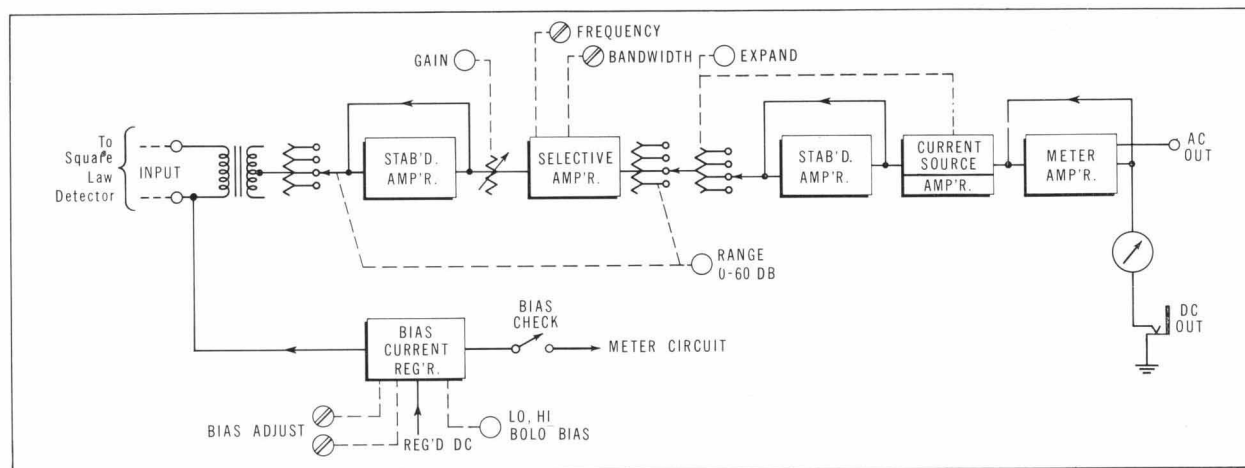 FREQUENCY
GAIN
BANDWIDTH
EXPAND
To
Square
Law
Detector
INPUT
STAB'D.
AMP'R.
SELECTIVE
AMP'R.
STAB'D.
AMP'R.
CURRENT
SOURCE
AMP'R.
METER
AMP'R.
AC
OUT
RANGE
0-60 DB
DC
OUT
BIAS
CHECK
BIAS
CURRENT
REG'R.
METER CIRCUIT
BIAS ADJUST
REG'D DC
LO, HI
BOLO BIAS